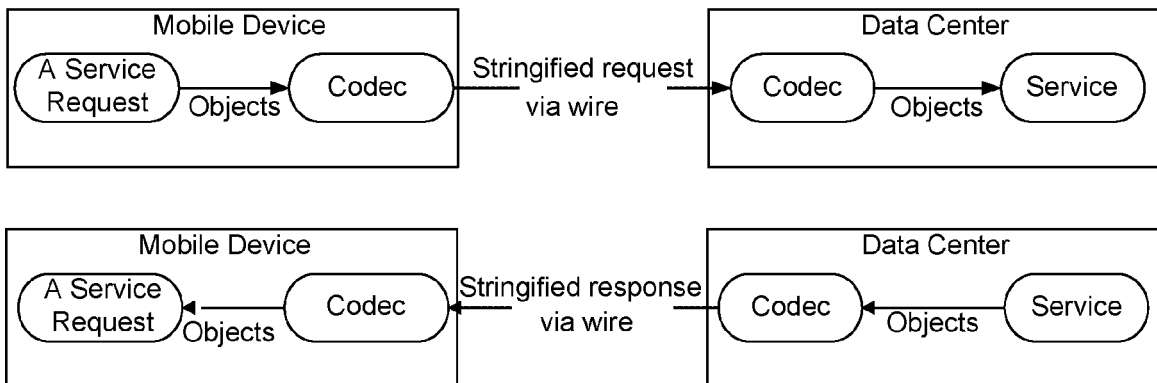 Mobile Device
Data Center
A Service
Request
Objects
Codec
Stringified request
via wire
Codec
Objects
Service
Mobile Device
Data Center
A Service
Request
Objects
Codec
Stringified response
via wire
Codec
Objects
Service